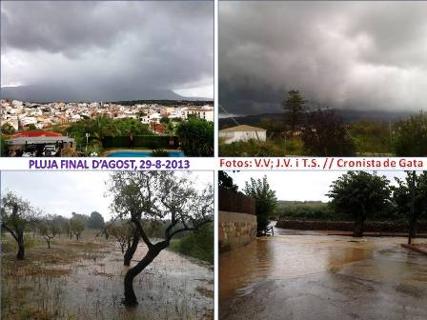 PLUJA FINAL D'AGOST, 29-8-2013
Fotos: V.V; J.V. i T.S. // Cronista de Gata